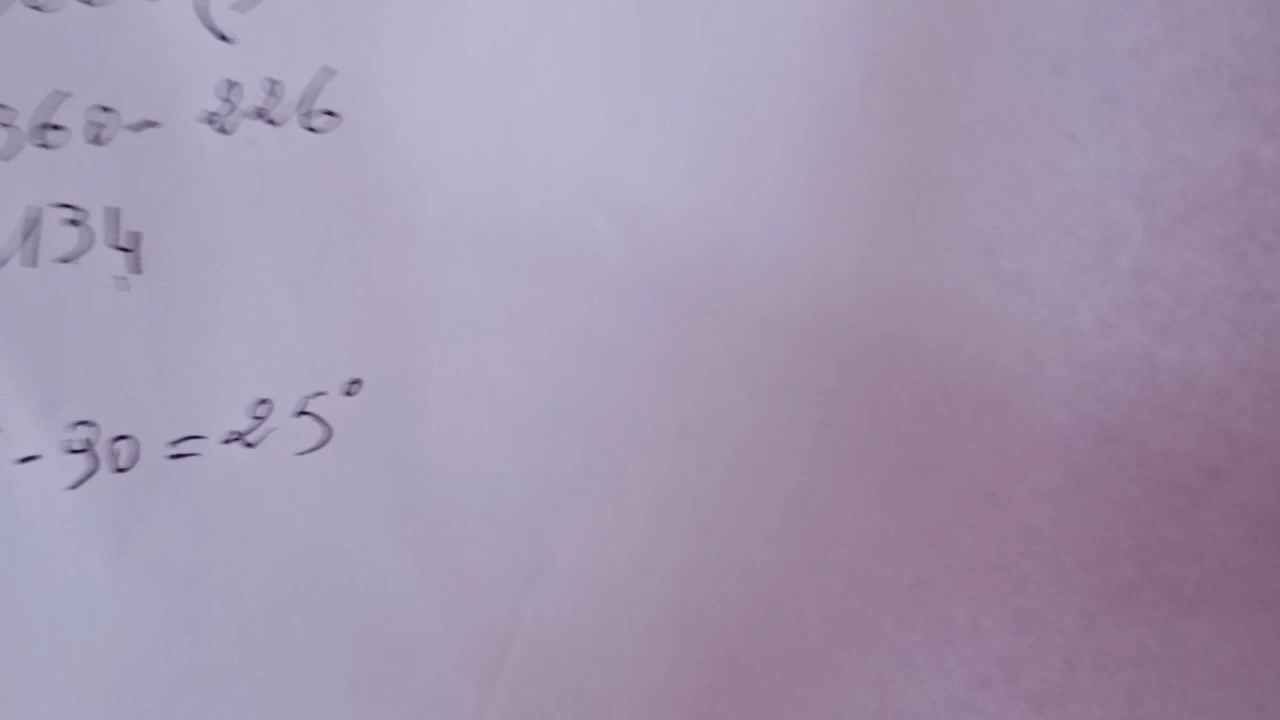 360- 226
134
- 90 = 25°